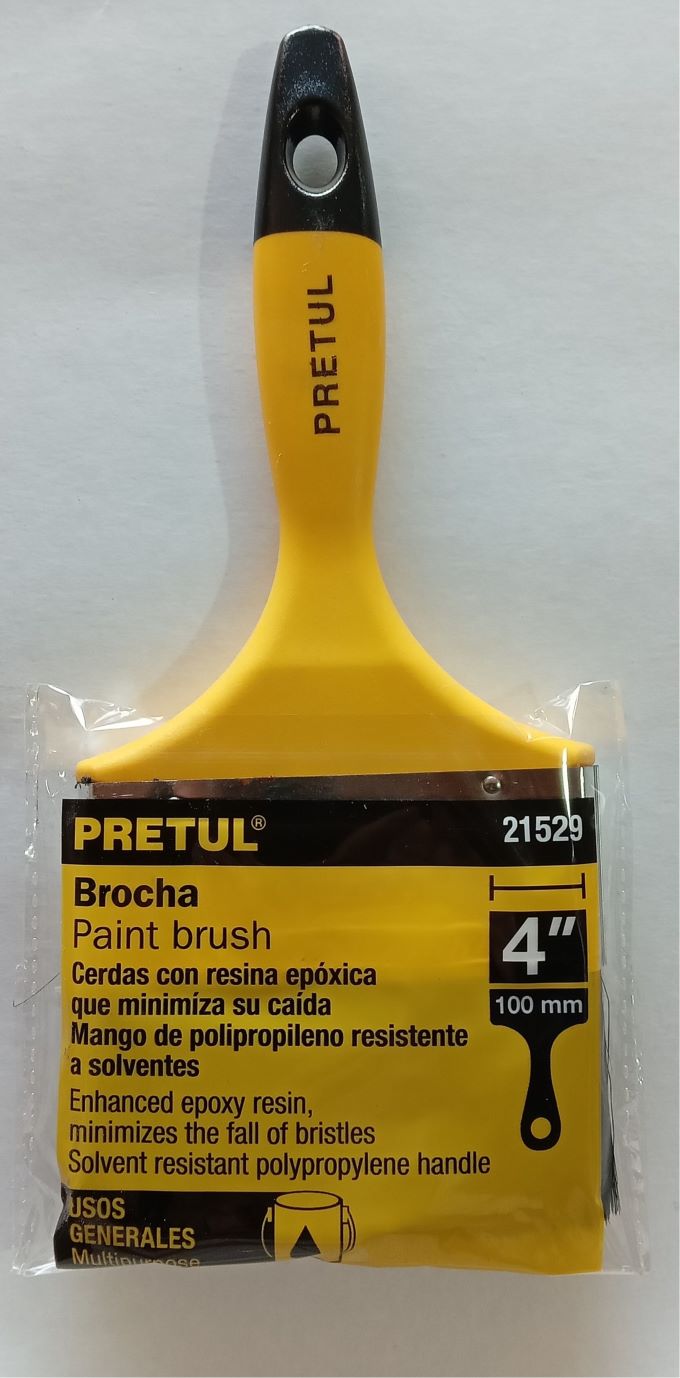 PRETUL
PRETUL®
21529
Brocha
Paint brush
Cerdas con resina epóxica
que minimíza su caída
Mango de polipropileno resistente
a solventes
Enhanced epoxy resin,
minimizes the fall of bristles
Solvent resistant polypropylene handle
4"
100 mm
USOS
GENERALES
Multipurpose